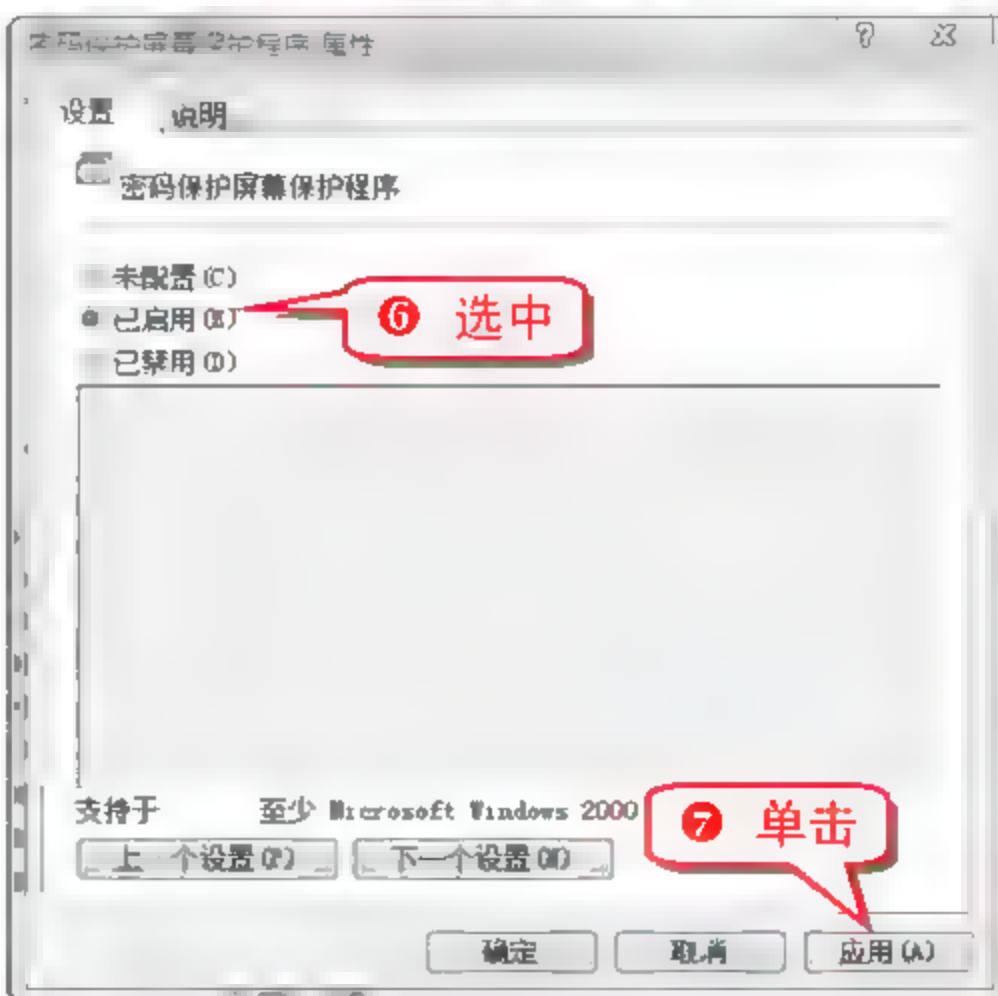 密码保护屏幕保护程序 属性
设置 说明
密码保护屏幕保护程序
未配置(C)
已启用(E)
❻ 选中
已禁用(D)
支持于 至少 Microsoft Windows 2000
❼ 单击
上一个设置(P) 下一个设置(N)
确定 取消 应用(A)